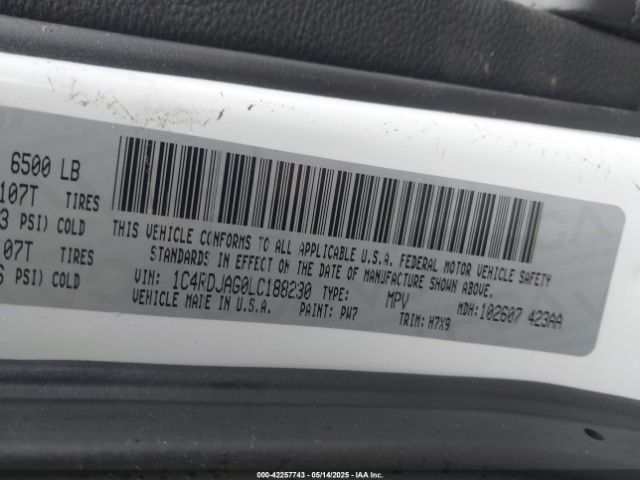 6500 LB
107T TIRES
3 PSI) COLD
07T TIRES
PSI) COLD
THIS VEHICLE CONFORMS TO ALL APPLICABLE U.S.A. FEDERAL MOTOR VEHICLE SAFETY
STANDARDS IN EFFECT ON THE DATE OF MANUFACTURE SHOWN ABOVE.
VIN: 1C4RDJAG0LC188230 TYPE: MPV MDH:102607 423AA
VEHICLE MADE IN U.S.A. PAINT: PW7 TRIM: H7X9
000-42257743 - 05/14/2025 - IAA Inc.